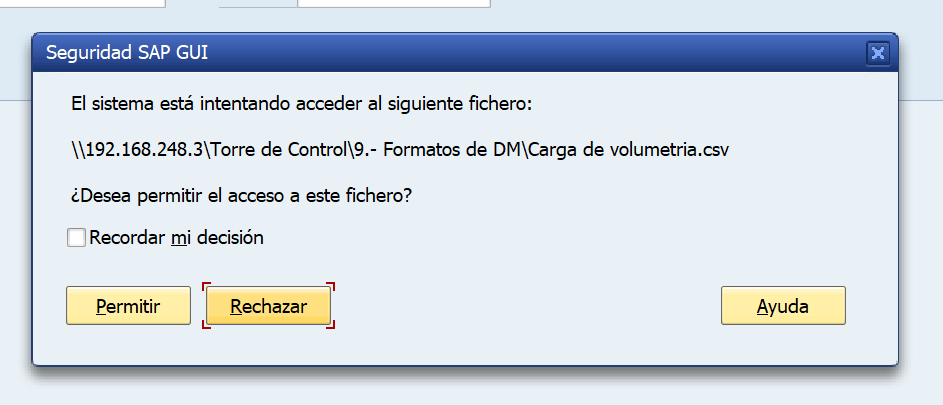 Seguridad SAP GUI
El sistema está intentando acceder al siguiente fichero:
\\192.168.248.3\Torre de Control\9.- Formatos de DM\Carga de volumetria.csv
¿Desea permitir el acceso a este fichero?
Recordar mi decisión
Permitir Rechazar Ayuda